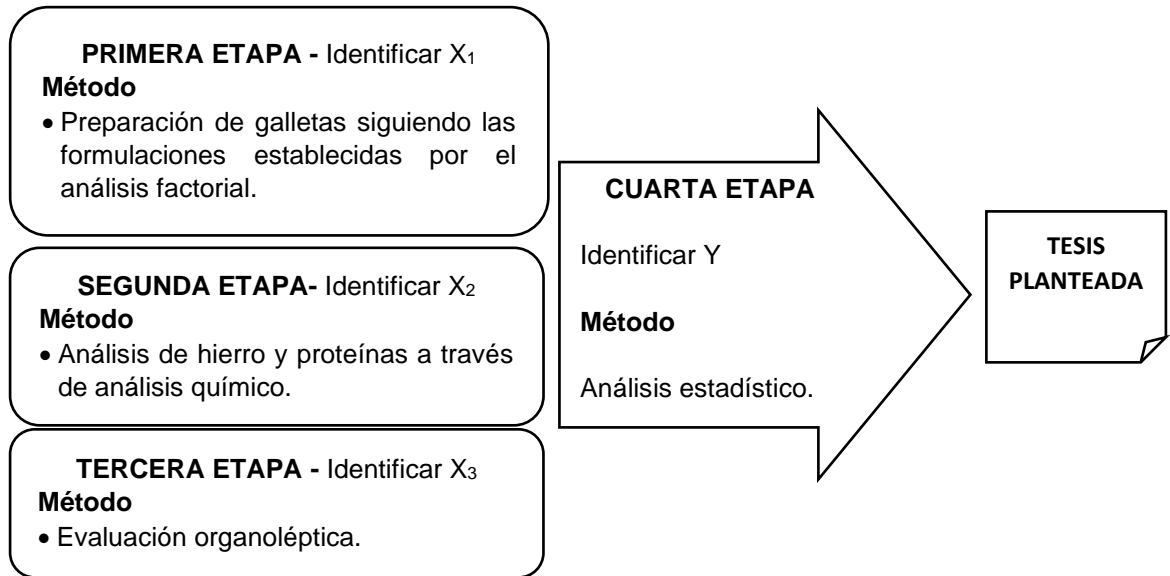 PRIMERA ETAPA - Identificar X₁
Método
• Preparación de galletas siguiendo las
formulaciones establecidas por el
análisis factorial.
SEGUNDA ETAPA- Identificar X₂
Método
• Análisis de hierro y proteínas a través
de análisis químico.
TERCERA ETAPA - Identificar X₃
Método
• Evaluación organoléptica.
CUARTA ETAPA
Identificar Y
Método
Análisis estadístico.
TESIS
PLANTEADA